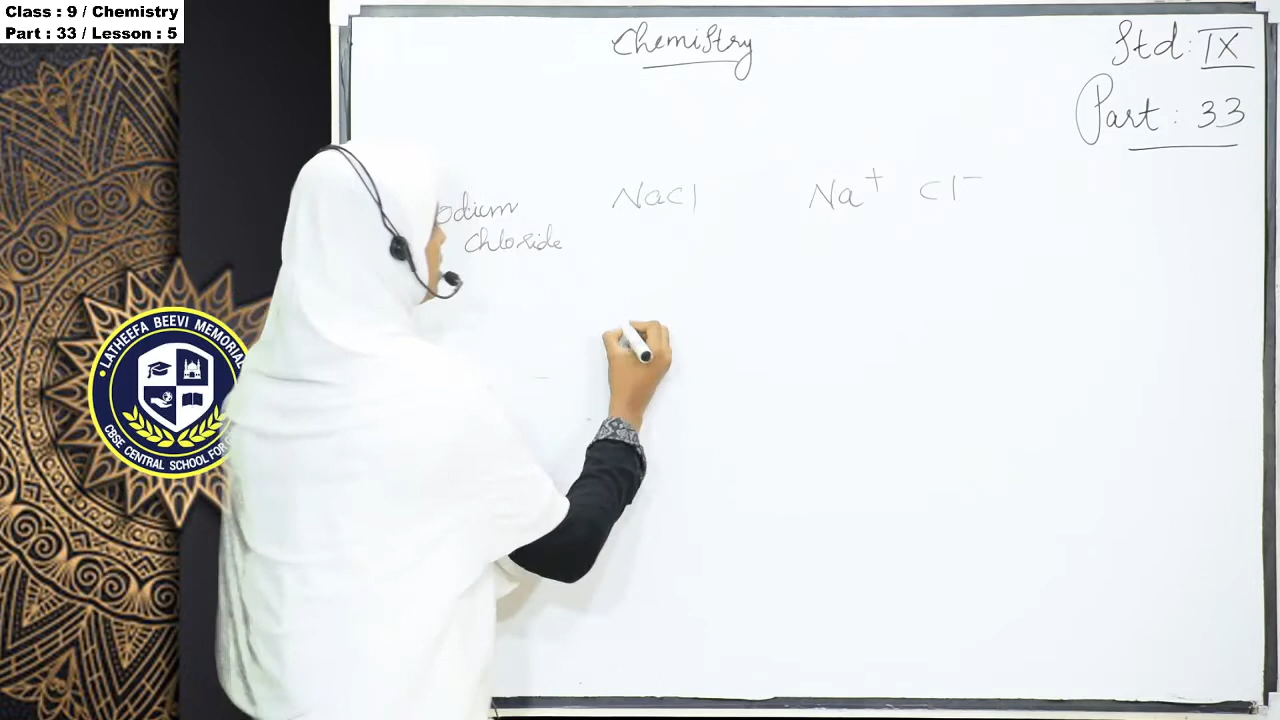 Class : 9 / Chemistry
Part : 33 / Lesson : 5
Chemistry
Std: IX
Part : 33
odium NaCl Na⁺ Cl⁻
chloride
LATHEEFA BEEVI MEMORIAL
CBSE CENTRAL SCHOOL FOR